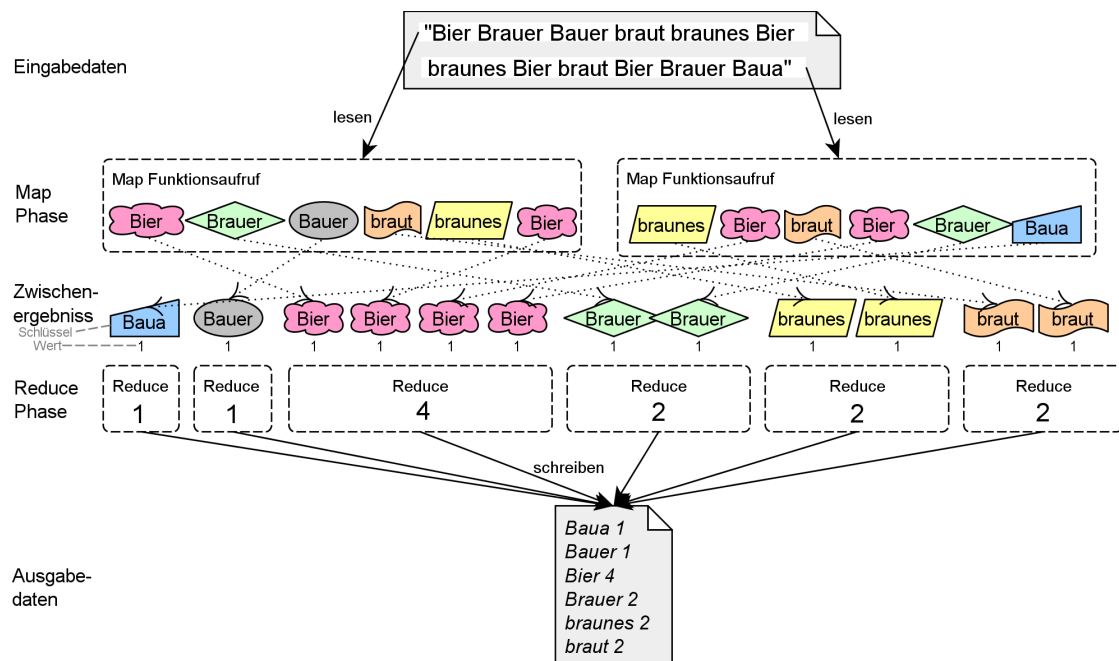 "Bier Brauer Bauer braut braunes Bier
braunes Bier braut Bier Brauer Baua"
Eingabedaten
lesen
lesen
Map
Phase
Map Funktionsaufruf
Bier Brauer Bauer braut braunes Bier
Map Funktionsaufruf
braunes Bier braut Bier Brauer Baua
Zwischen-
ergebniss
Schlüssel
Wert
Baua Bauer Bier Bier Bier Bier Brauer Brauer braunes braunes braut braut
1 1 1 1 1 1 1 1 1 1 1 1
Reduce
Phase
Reduce Reduce Reduce Reduce Reduce Reduce
1 1 4 2 2 2
schreiben
Ausgabe-
daten
Baua 1
Bauer 1
Bier 4
Brauer 2
braunes 2
braut 2